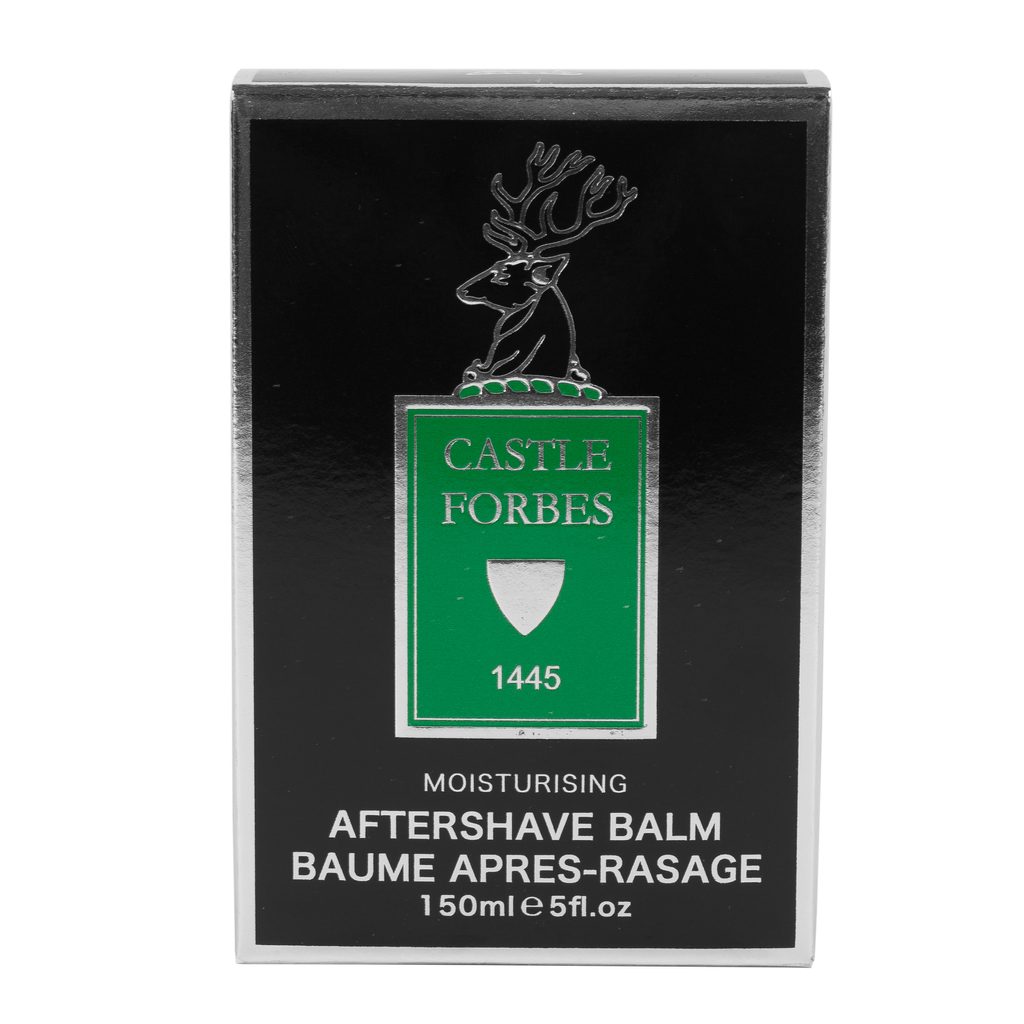 CASTLE
FORBES
1445
MOISTURISING
AFTERSHAVE BALM
BAUME APRES-RASAGE
150ml ℮ 5fl.oz